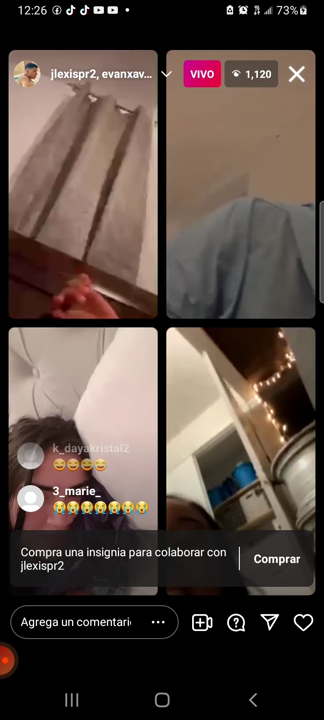 12:26
73%
jlexispr2, evanxav...
VIVO
1,120
k_dayakristal2
3_marie_
Compra una insignia para colaborar con
jlexispr2
Comprar
Agrega un comentari